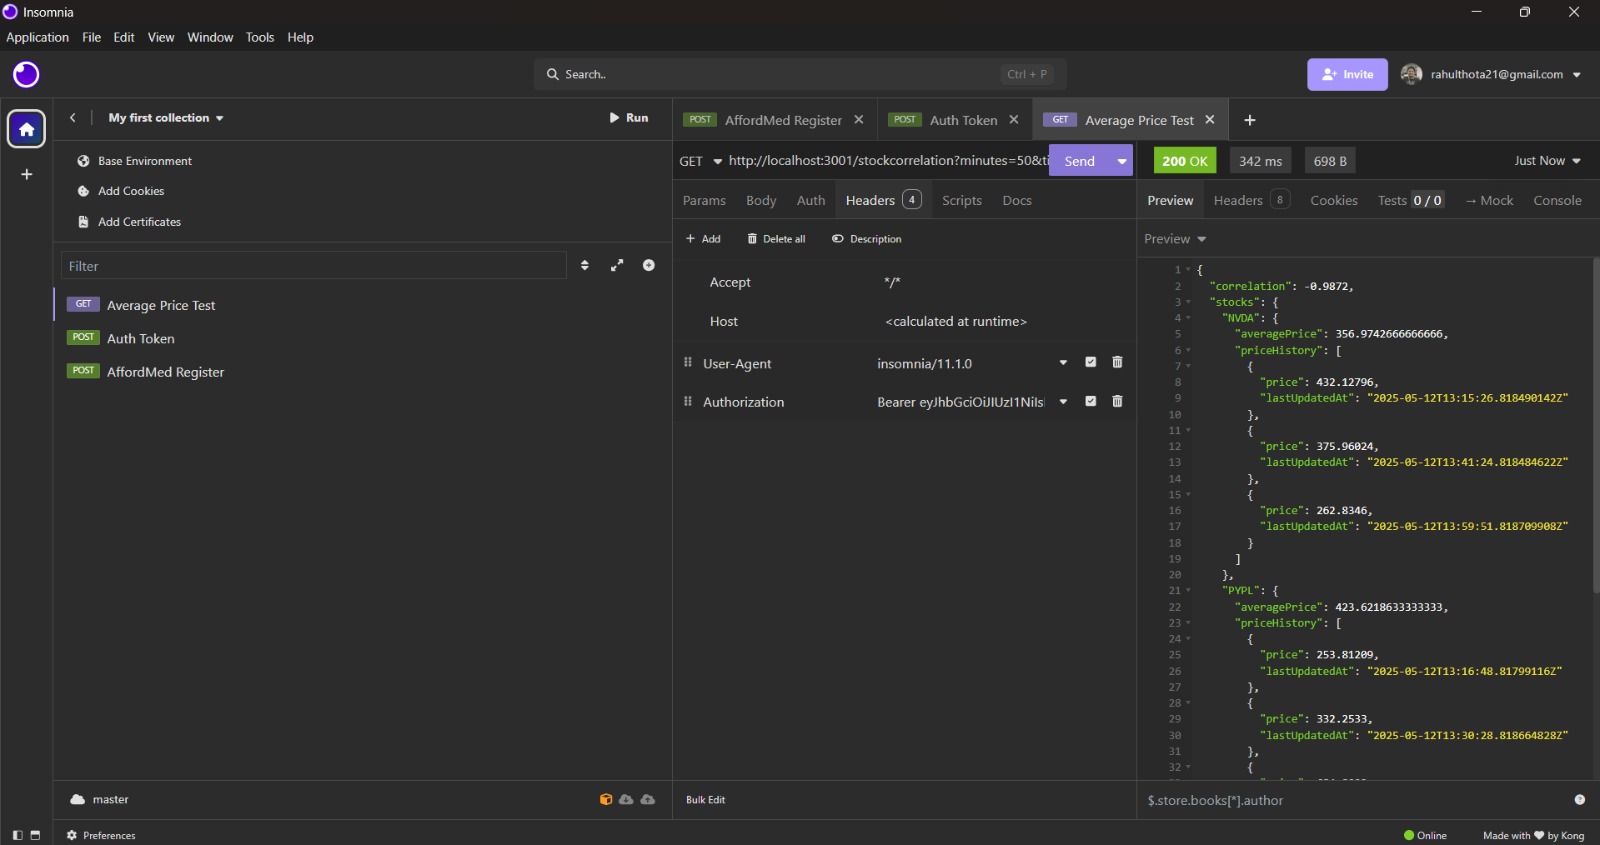 Insomnia
Application File Edit View Window Tools Help
Search.. Ctrl + P
Invite
rahulthota21@gmail.com
My first collection
Run
Base Environment
Add Cookies
Add Certificates
Filter
GET Average Price Test
POST Auth Token
POST AffordMed Register
master
Preferences
POST AffordMed Register
POST Auth Token
GET Average Price Test
GET http://localhost:3001/stockcorrelation?minutes=50&ti
Send
Params Body Auth Headers 4 Scripts Docs
Add Delete all Description
Accept */*
Host <calculated at runtime>
User-Agent insomnia/11.1.0
Authorization Bearer eyJhbGciOiJIUzI1NiIs
Bulk Edit
200 OK 342 ms 698 B Just Now
Preview Headers 8 Cookies Tests 0 / 0 → Mock Console
Preview
1 {
2 "correlation": -0.9872,
3 "stocks": {
4 "NVDA": {
5 "averagePrice": 356.9742666666666,
6 "priceHistory": [
7 {
8 "price": 432.12796,
9 "lastUpdatedAt": "2025-05-12T13:15:26.818490142Z"
10 },
11 {
12 "price": 375.96024,
13 "lastUpdatedAt": "2025-05-12T13:41:24.818484622Z"
14 },
15 {
16 "price": 262.8346,
17 "lastUpdatedAt": "2025-05-12T13:59:51.818709908Z"
18 }
19 ]
20 },
21 "PYPL": {
22 "averagePrice": 423.6218633333333,
23 "priceHistory": [
24 {
25 "price": 253.81209,
26 "lastUpdatedAt": "2025-05-12T13:16:48.81799116Z"
27 },
28 {
29 "price": 332.2533,
30 "lastUpdatedAt": "2025-05-12T13:30:28.818664828Z"
31 },
32 {
$.store.books[*].author
Online
Made with ♥ by Kong